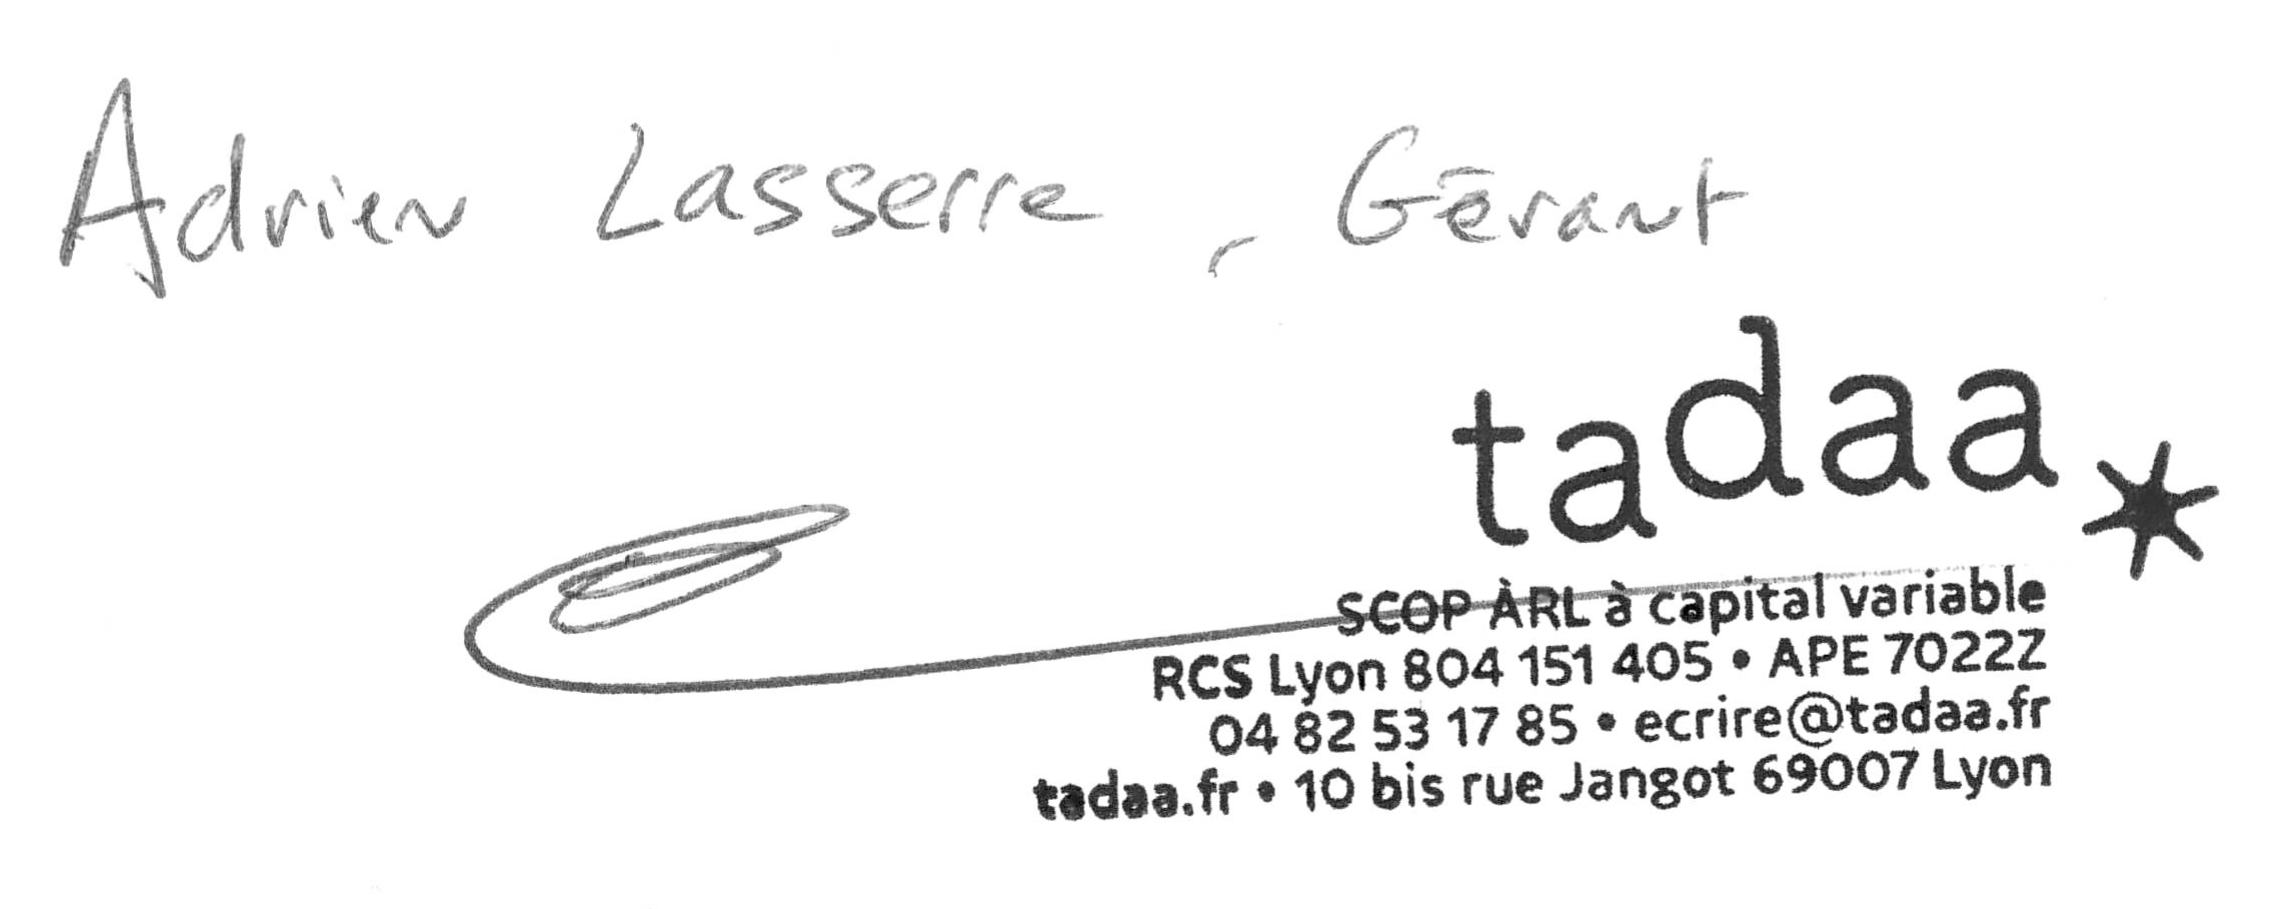 Adrien Lasserre, Gérant
tadaa*
SCOP ÀRL à capital variable
RCS Lyon 804 151 405 • APE 7022Z
04 82 53 17 85 • ecrire@tadaa.fr
tadaa.fr • 10 bis rue Jangot 69007 Lyon